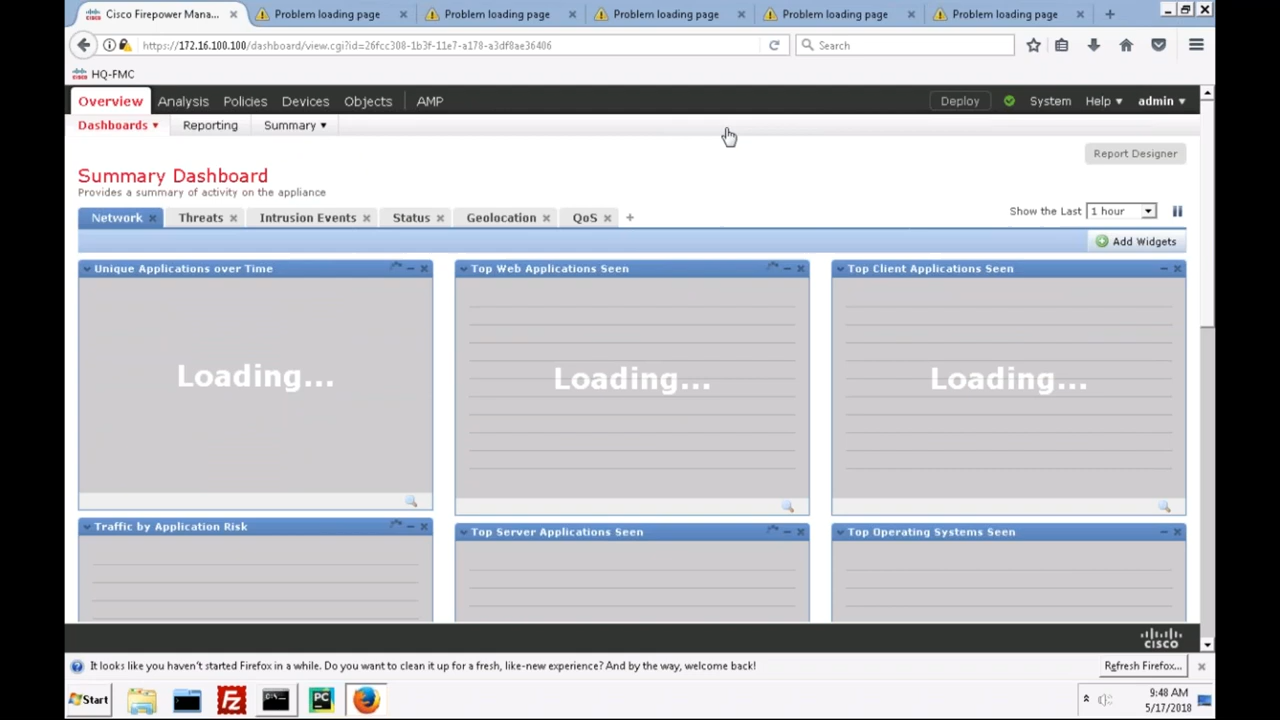 Cisco Firepower Mana... Problem loading page Problem loading page Problem loading page Problem loading page Problem loading page
https://172.16.100.100/dashboard/view.cgi?id=26fcc308-1b3f-11e7-a178-a3df8ae36406 Search
HQ-FMC
Overview Analysis Policies Devices Objects AMP Deploy System Help admin
Dashboards Reporting Summary
Report Designer
Summary Dashboard
Provides a summary of activity on the appliance
Network Threats Intrusion Events Status Geolocation QoS + Show the Last 1 hour
Add Widgets
Unique Applications over Time Top Web Applications Seen Top Client Applications Seen
Loading... Loading... Loading...
Traffic by Application Risk Top Server Applications Seen Top Operating Systems Seen
CISCO
It looks like you haven't started Firefox in a while. Do you want to clean it up for a fresh, like-new experience? And by the way, welcome back! Refresh Firefox...
Start PC 9:48 AM
5/17/2018